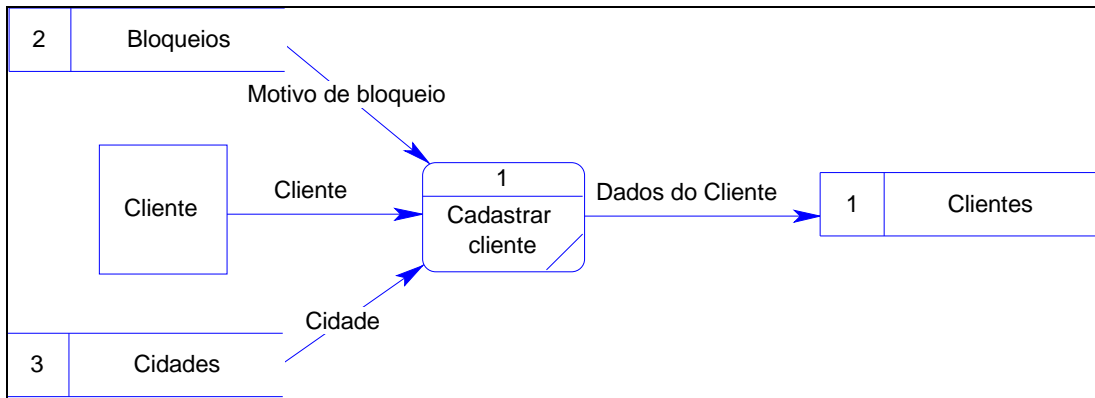 2 Bloqueios
Motivo de bloqueio
Cliente
Cliente
1
Cadastrar
cliente
Dados do Cliente
1 Clientes
Cidade
3 Cidades